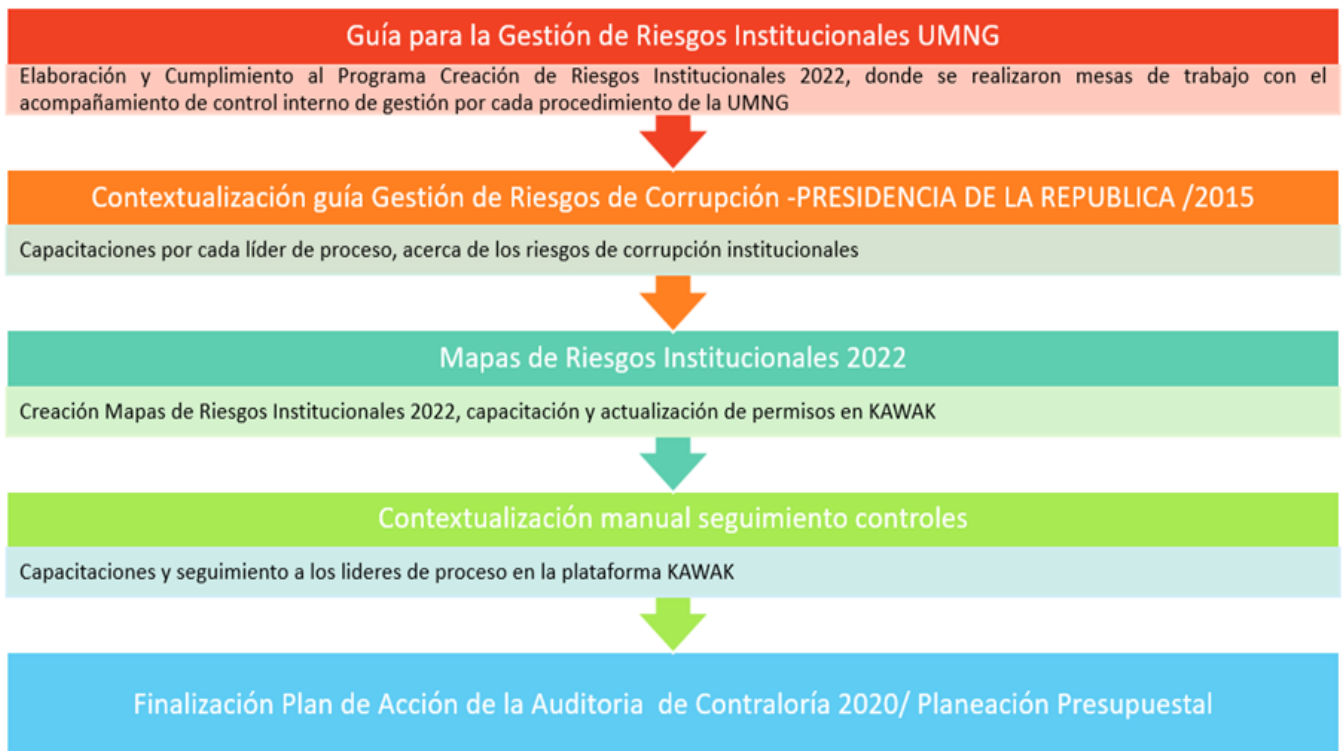 Guía para la Gestión de Riesgos Institucionales UMNG
Elaboración y Cumplimiento al Programa Creación de Riesgos Institucionales 2022, donde se realizaron mesas de trabajo con el
acompañamiento de control interno de gestión por cada procedimiento de la UMNG
Contextualización guía Gestión de Riesgos de Corrupción -PRESIDENCIA DE LA REPUBLICA /2015
Capacitaciones por cada líder de proceso, acerca de los riesgos de corrupción institucionales
Mapas de Riesgos Institucionales 2022
Creación Mapas de Riesgos Institucionales 2022, capacitación y actualización de permisos en KAWAK
Contextualización manual seguimiento controles
Capacitaciones y seguimiento a los lideres de proceso en la plataforma KAWAK
Finalización Plan de Acción de la Auditoria de Contraloría 2020/ Planeación Presupuestal